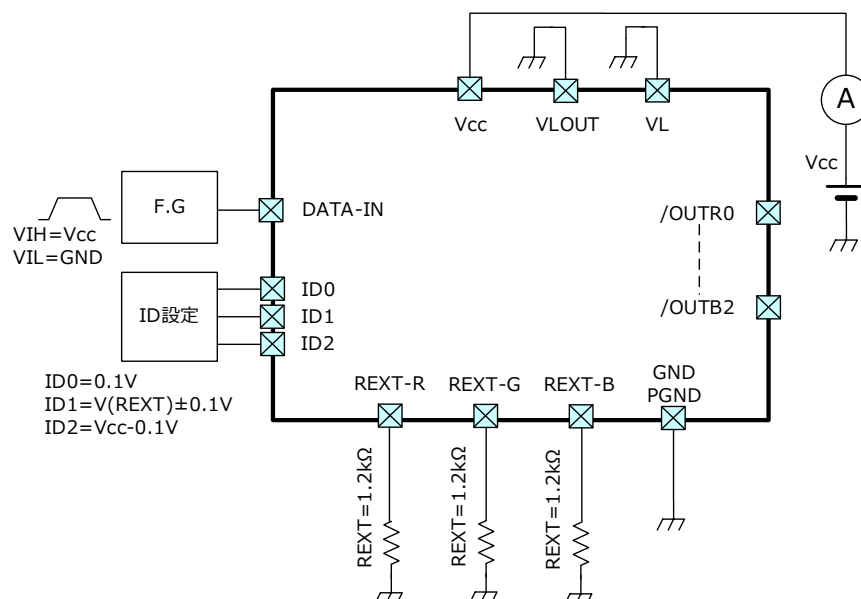 A
Vcc
VLOUT
VL
Vcc
F.G
DATA-IN
/OUTR0
VIH=Vcc
VIL=GND
ID設定
ID0
ID1
ID2
/OUTB2
ID0=0.1V
ID1=V(REXT)±0.1V
ID2=Vcc-0.1V
REXT-R
REXT-G
REXT-B
GND
PGND
REXT=1.2kΩ
REXT=1.2kΩ
REXT=1.2kΩ